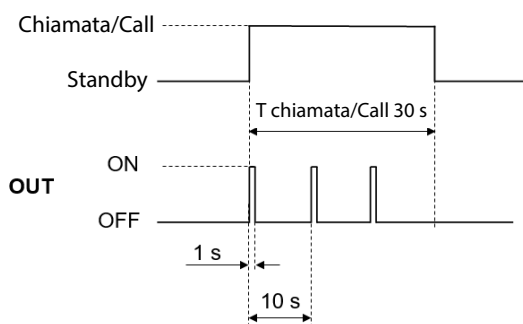 Chiamata/Call
Standby
T chiamata/Call 30 s
ON
OUT
OFF
1 s
10 s